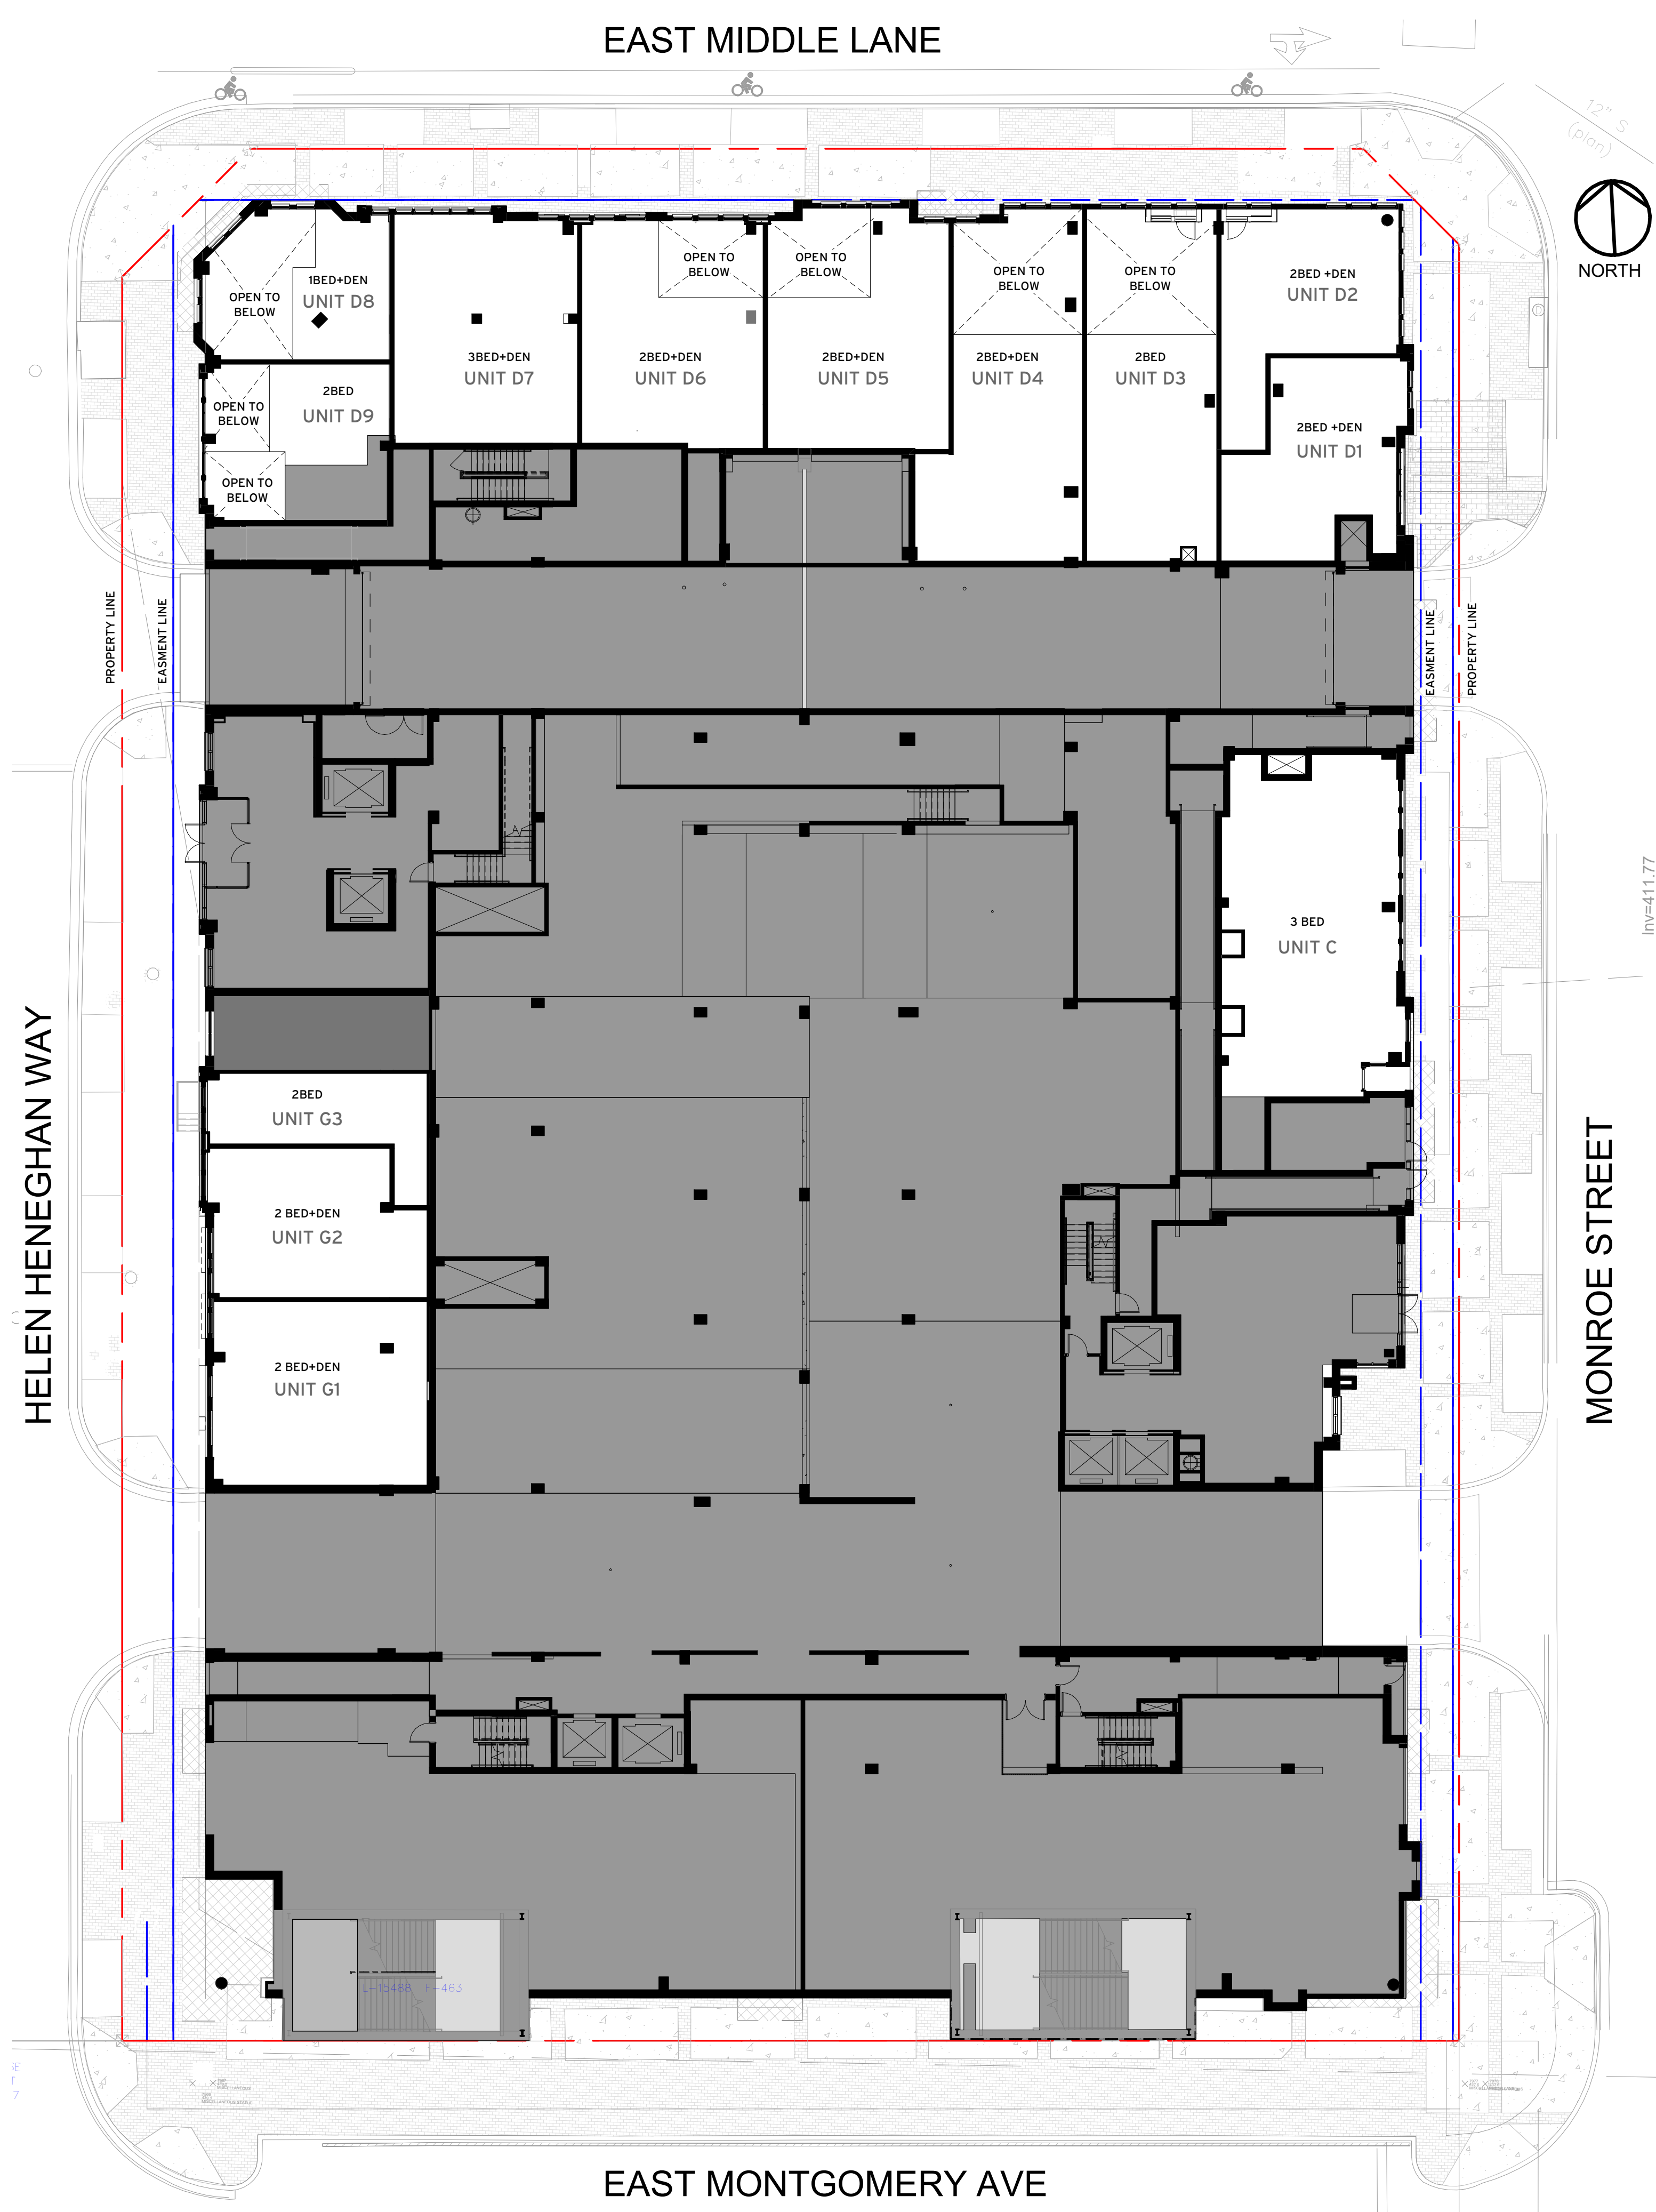 EAST MIDDLE LANE
12" S
(plan)
NORTH
1BED+DEN
UNIT D8
OPEN TO
BELOW
3BED+DEN
UNIT D7
OPEN TO
BELOW
2BED+DEN
UNIT D6
OPEN TO
BELOW
2BED+DEN
UNIT D5
OPEN TO
BELOW
2BED+DEN
UNIT D4
OPEN TO
BELOW
2BED
UNIT D3
2BED +DEN
UNIT D2
2BED +DEN
UNIT D1
2BED
UNIT D9
OPEN TO
BELOW
OPEN TO
BELOW
PROPERTY LINE
EASMENT LINE
EASMENT LINE
PROPERTY LINE
Inv=411.77
3 BED
UNIT C
HELEN HENEGHAN WAY
2BED
UNIT G3
2 BED+DEN
UNIT G2
2 BED+DEN
UNIT G1
MONROE STREET
L-15488 F-463
EAST MONTGOMERY AVE